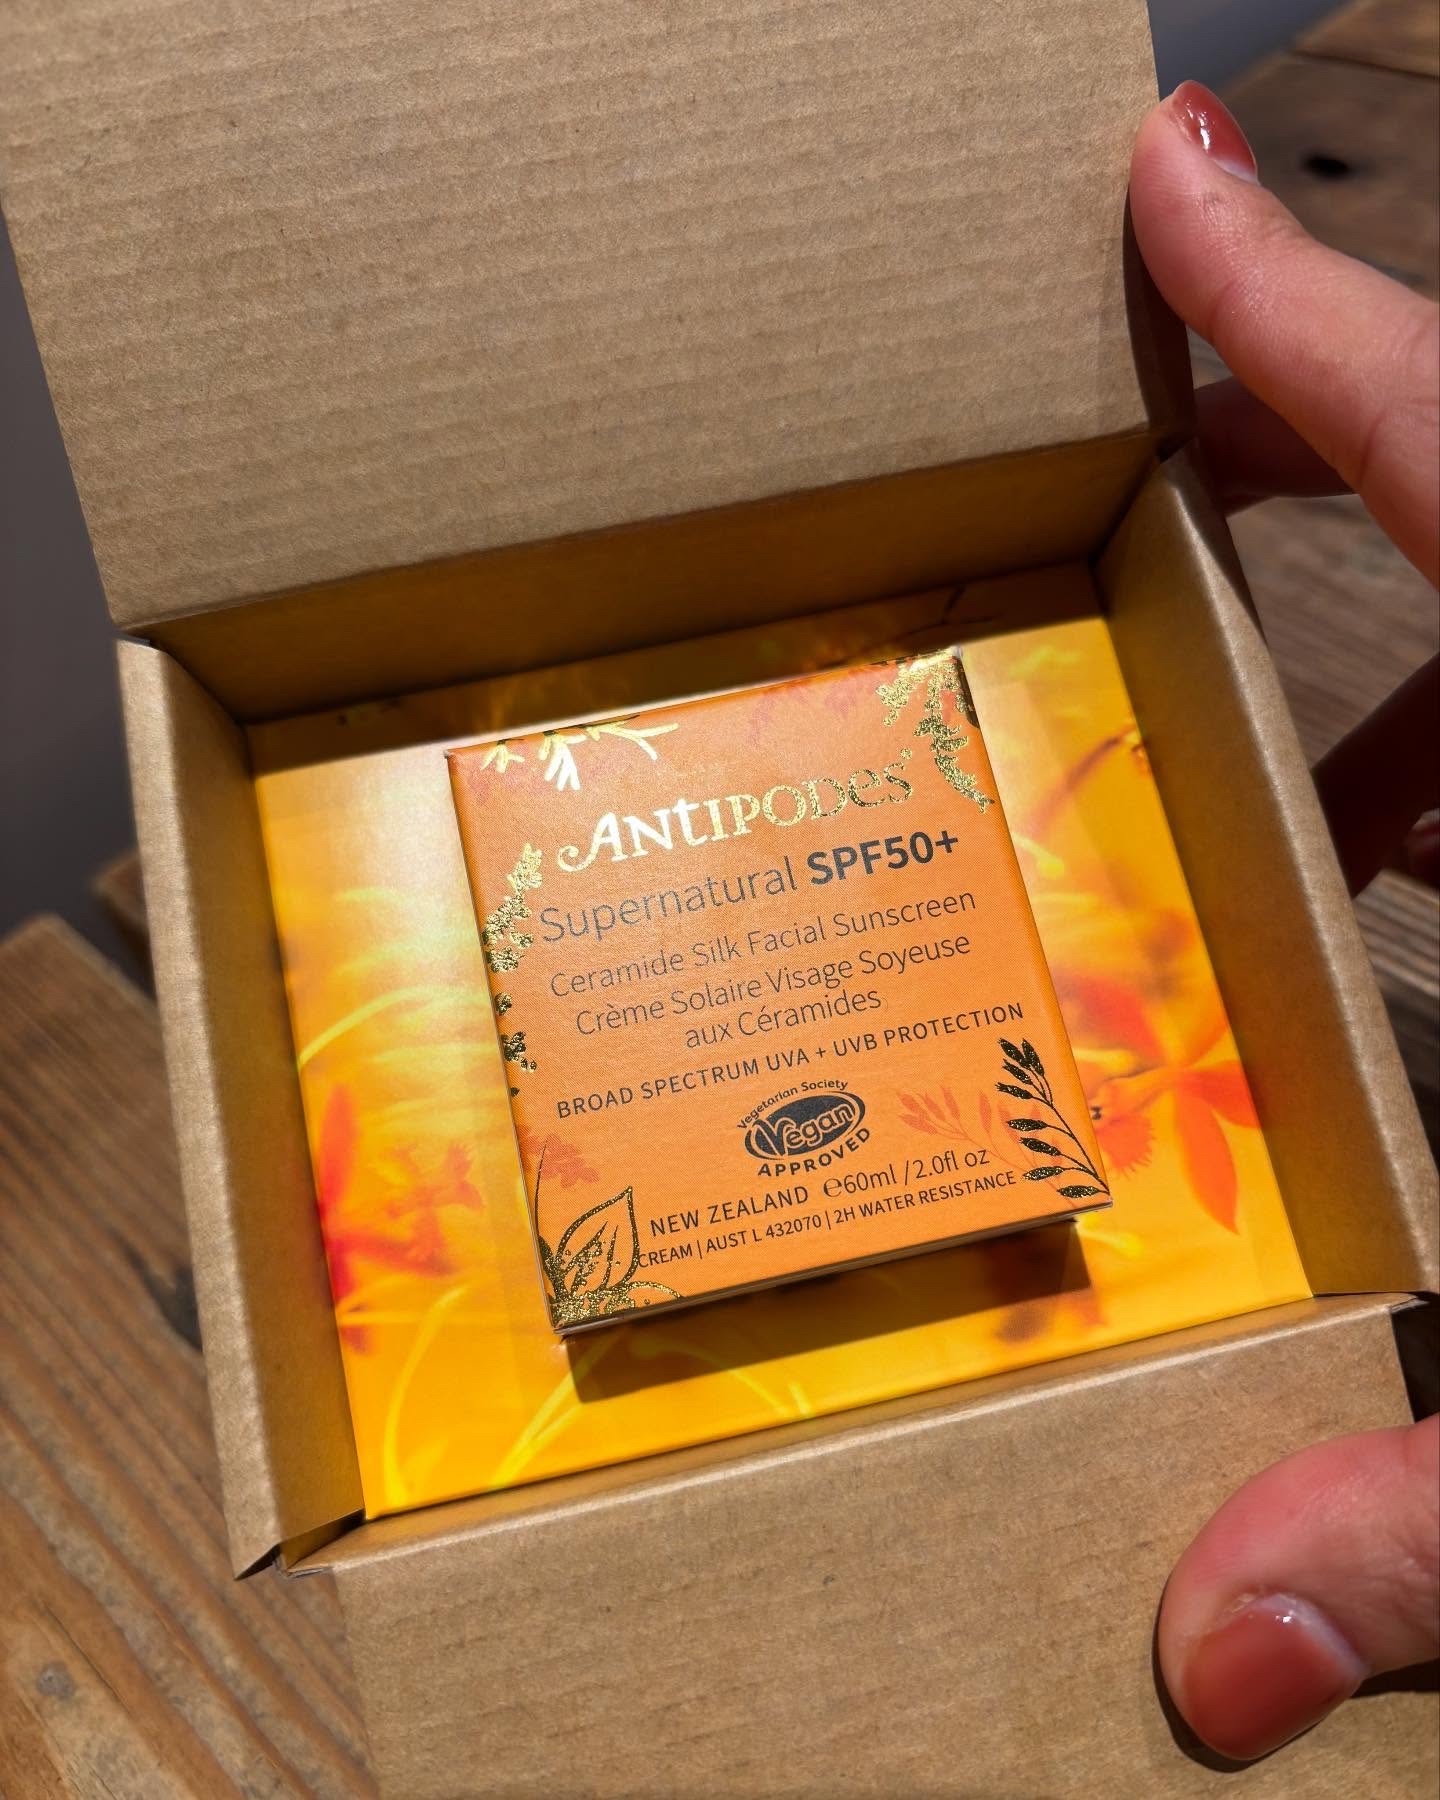 ANTIPODES
Supernatural SPF50+
Ceramide Silk Facial Sunscreen
Crème Solaire Visage Soyeuse
aux Céramides
BROAD SPECTRUM UVA + UVB PROTECTION
Vegetarian Society
Vegan
APPROVED
NEW ZEALAND ℮60ml / 2.0fl oz
CREAM | AUST L 432070 | 2H WATER RESISTANCE